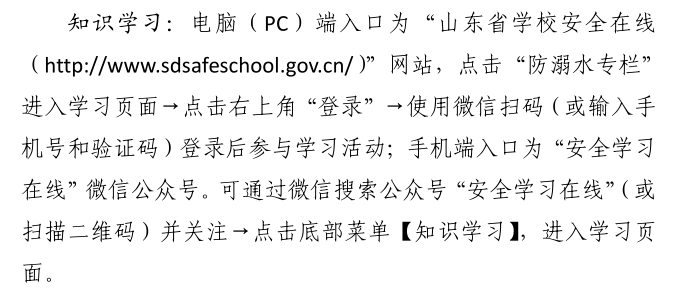 知识学习：电脑（PC）端入口为“山东省学校安全在线
（http://www.sdsafeschool.gov.cn/）”网站，点击“防溺水专栏”
进入学习页面→点击右上角“登录”→使用微信扫码（或输入手
机号和验证码）登录后参与学习活动；手机端入口为“安全学习
在线”微信公众号。可通过微信搜索公众号“安全学习在线”（或
扫描二维码）并关注→点击底部菜单【知识学习】，进入学习页
面。